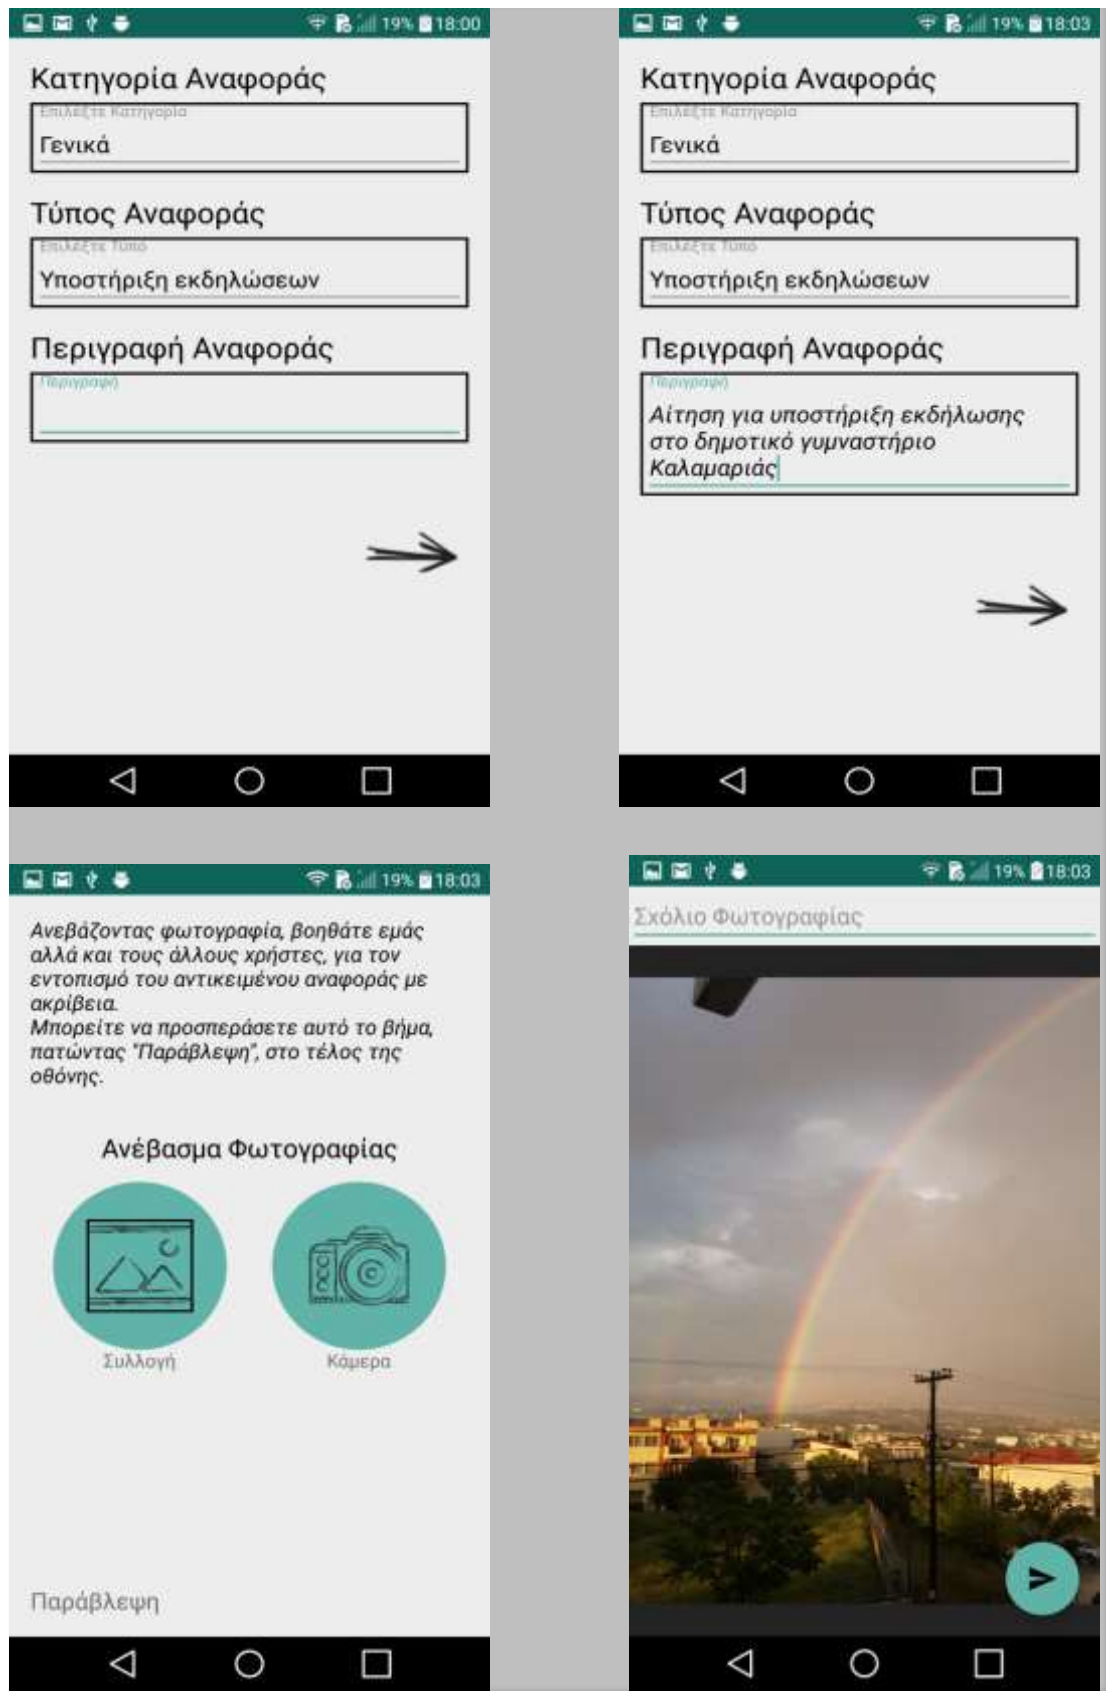 19% 18:00
Κατηγορία Αναφοράς
Επιλέξτε Κατηγορία
Γενικά
Τύπος Αναφοράς
Επιλέξτε Τύπο
Υποστήριξη εκδηλώσεων
Περιγραφή Αναφοράς
Περιγραφή
19% 18:03
Κατηγορία Αναφοράς
Επιλέξτε Κατηγορία
Γενικά
Τύπος Αναφοράς
Επιλέξτε Τύπο
Υποστήριξη εκδηλώσεων
Περιγραφή Αναφοράς
Περιγραφή
Αίτηση για υποστήριξη εκδήλωσης
στο δημοτικό γυμναστήριο
Καλαμαριάς
19% 18:03
Ανεβάζοντας φωτογραφία, βοηθάτε εμάς
αλλά και τους άλλους χρήστες, για τον
εντοπισμό του αντικειμένου αναφοράς με
ακρίβεια.
Μπορείτε να προσπεράσετε αυτό το βήμα,
πατώντας "Παράβλεψη", στο τέλος της
οθόνης.
Ανέβασμα Φωτογραφίας
Συλλογή Κάμερα
Παράβλεψη
19% 18:03
Σχόλιο Φωτογραφίας